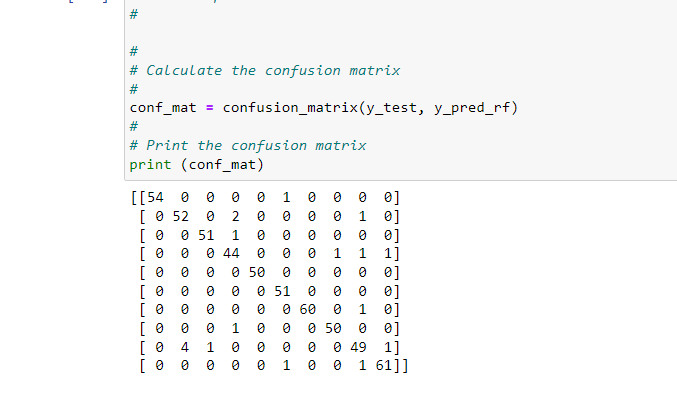 #
#
# Calculate the confusion matrix
#
conf_mat = confusion_matrix(y_test, y_pred_rf)
#
# Print the confusion matrix
print (conf_mat)
[[54 0 0 0 0 1 0 0 0 0]
[ 0 52 0 2 0 0 0 0 1 0]
[ 0 0 51 1 0 0 0 0 0 0]
[ 0 0 0 44 0 0 0 1 1 1]
[ 0 0 0 0 50 0 0 0 0 0]
[ 0 0 0 0 0 51 0 0 0 0]
[ 0 0 0 0 0 0 60 0 1 0]
[ 0 0 0 1 0 0 0 50 0 0]
[ 0 4 1 0 0 0 0 0 49 1]
[ 0 0 0 0 0 1 0 0 1 61]]